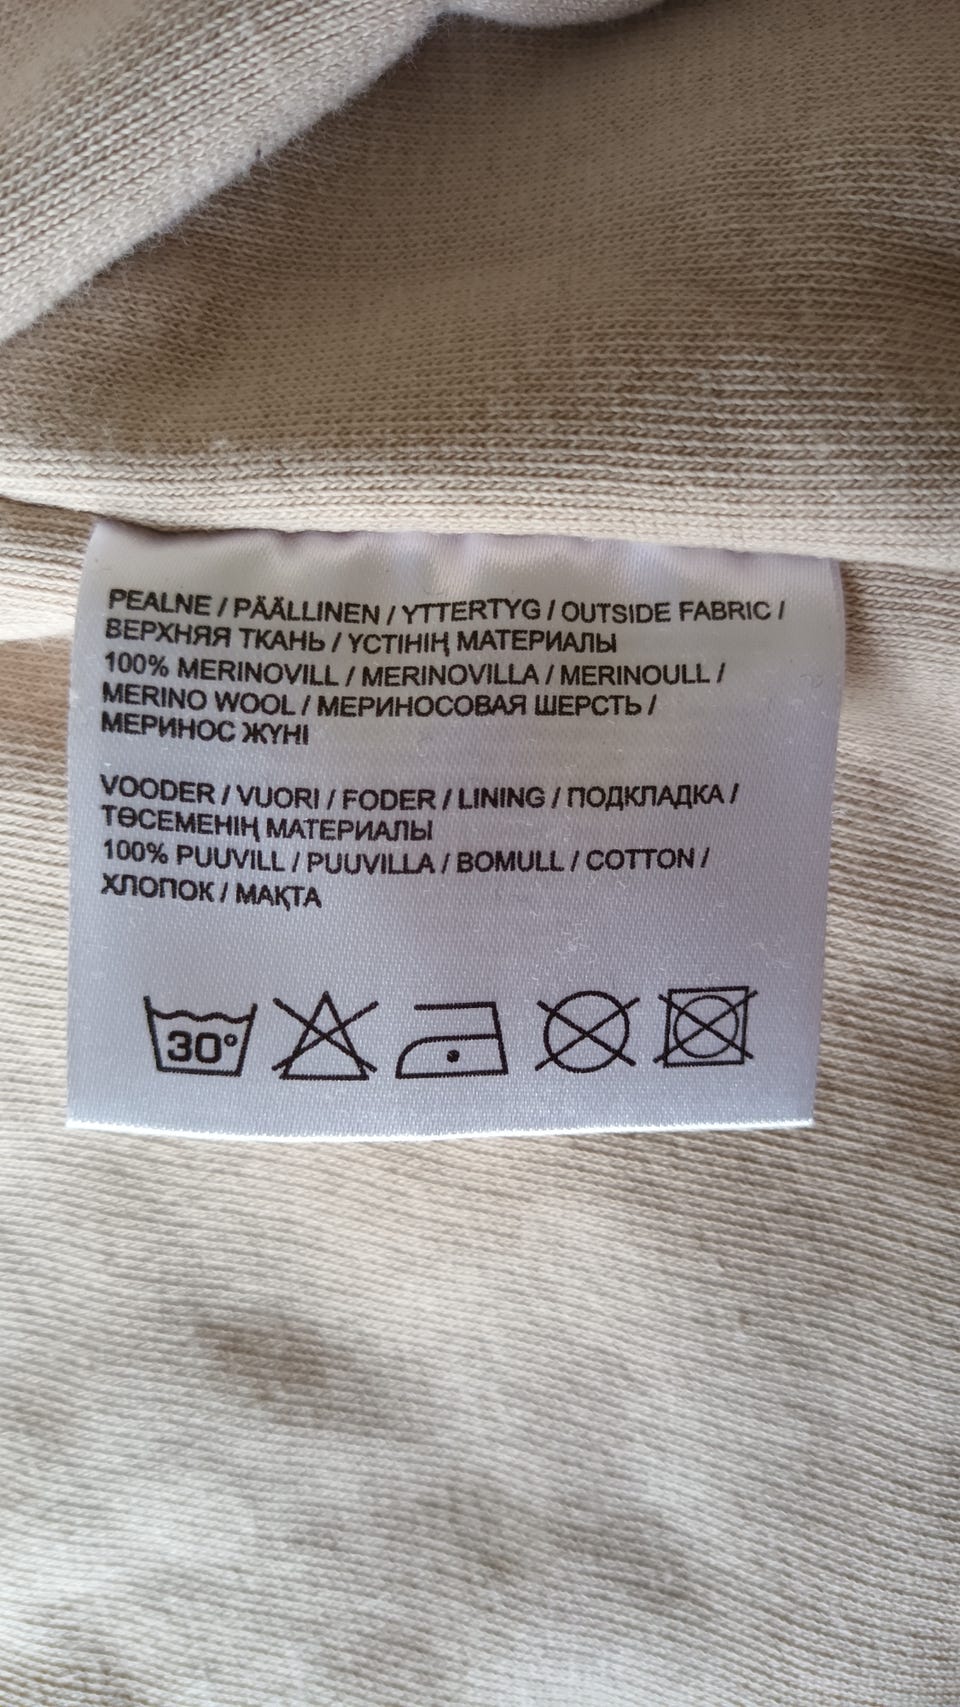 PEALNE / PÄÄLLINEN / YTTERTYG / OUTSIDE FABRIC /
ВЕРХНЯЯ ТКАНЬ / ҮСТІНІҢ МАТЕРИАЛЫ
100% MERINOVILL / MERINOVILLA / MERINOULL /
MERINO WOOL / МЕРИНОСОВАЯ ШЕРСТЬ /
МЕРИНОС ЖҮНІ
VOODER / VUORI / FODER / LINING / ПОДКЛАДКА /
ТӨСЕМЕНІҢ МАТЕРИАЛЫ
100% PUUVILL / PUUVILLA / BOMULL / COTTON /
ХЛОПОК / МАҚТА
30°